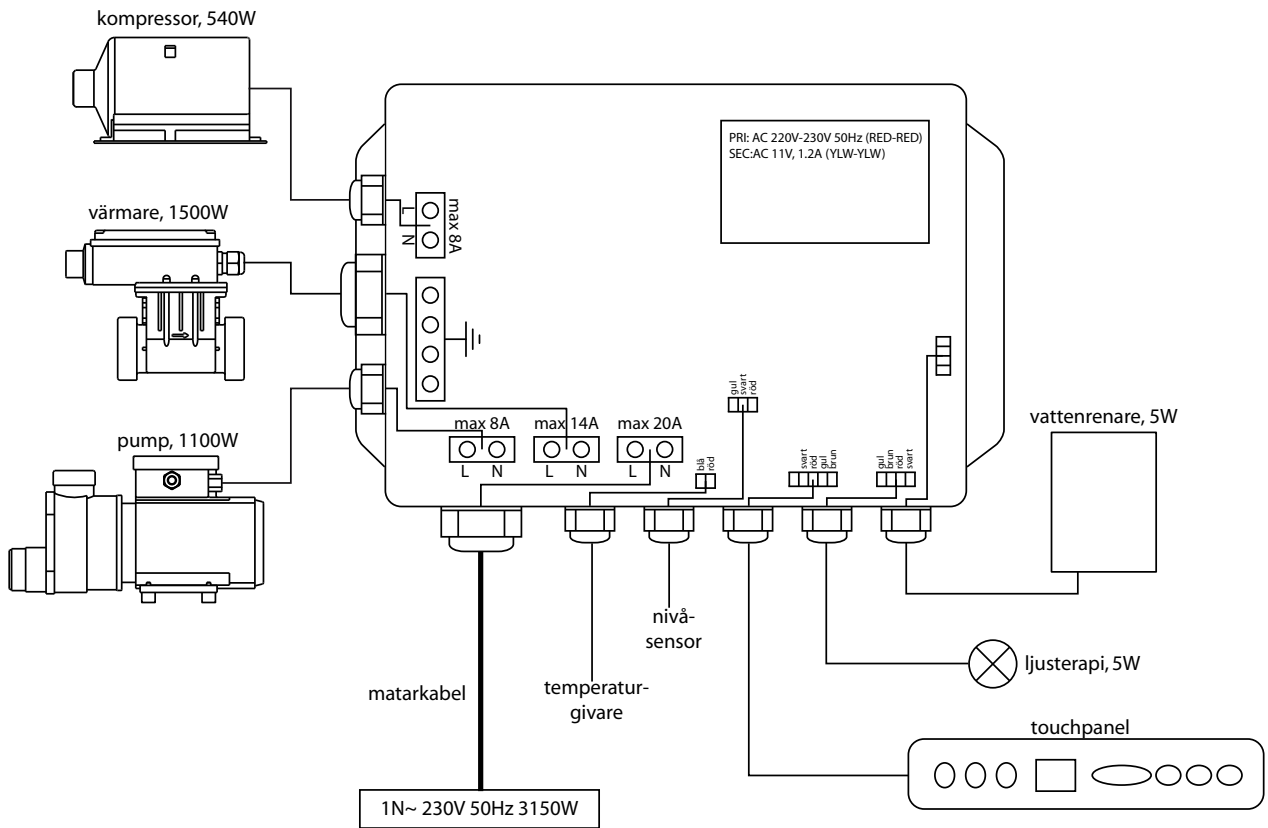 kompressor, 540W
PRI: AC 220V-230V 50Hz (RED-RED)
SEC:AC 11V, 1.2A (YLW-YLW)
värmare, 1500W
L
N
max 8A
pump, 1100W
max 8A
L N
max 14A
L N
max 20A
L N
blå
röd
gul
svart
röd
svart
röd
gul
brun
gul
brun
röd
svart
vattenrenare, 5W
nivå-
sensor
ljusterapi, 5W
matarkabel
temperatur-
givare
touchpanel
1N~ 230V 50Hz 3150W